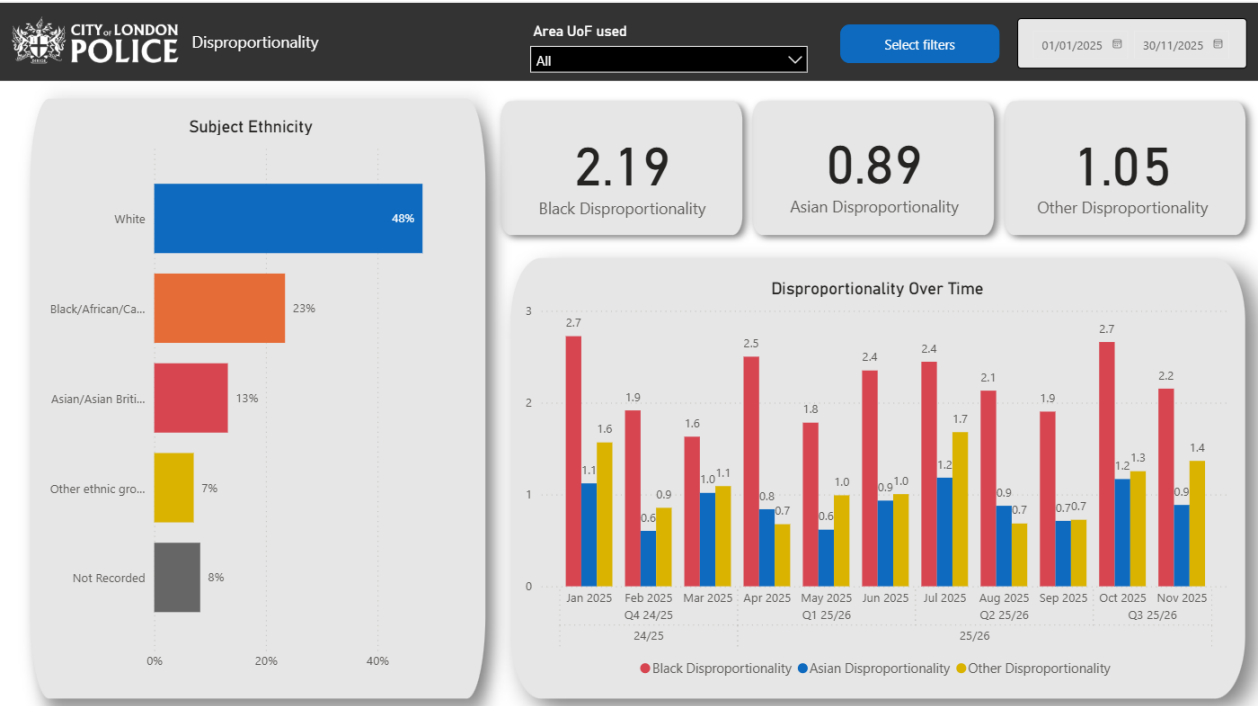 CITY OF LONDON
POLICE
Disproportionality
Area UoF used
All
Select filters
01/01/2025
30/11/2025
Subject Ethnicity
White
48%
Black/African/Ca...
23%
Asian/Asian Briti...
13%
Other ethnic gro...
7%
Not Recorded
8%
0%
20%
40%
2.19
Black Disproportionality
0.89
Asian Disproportionality
1.05
Other Disproportionality
Disproportionality Over Time
3
2
1
0
2.7
1.1
1.6
1.9
0.6
0.9
1.6
1.0
1.1
2.5
0.8
0.7
1.8
0.6
1.0
2.4
0.9
1.0
2.4
1.2
1.7
2.1
0.9
0.7
1.9
0.7
0.7
2.7
1.2
1.3
2.2
0.9
1.4
Jan 2025 Feb 2025 Mar 2025 Apr 2025 May 2025 Jun 2025 Jul 2025 Aug 2025 Sep 2025 Oct 2025 Nov 2025
Q4 24/25 Q1 25/26 Q2 25/26 Q3 25/26
24/25 25/26
Black Disproportionality Asian Disproportionality Other Disproportionality